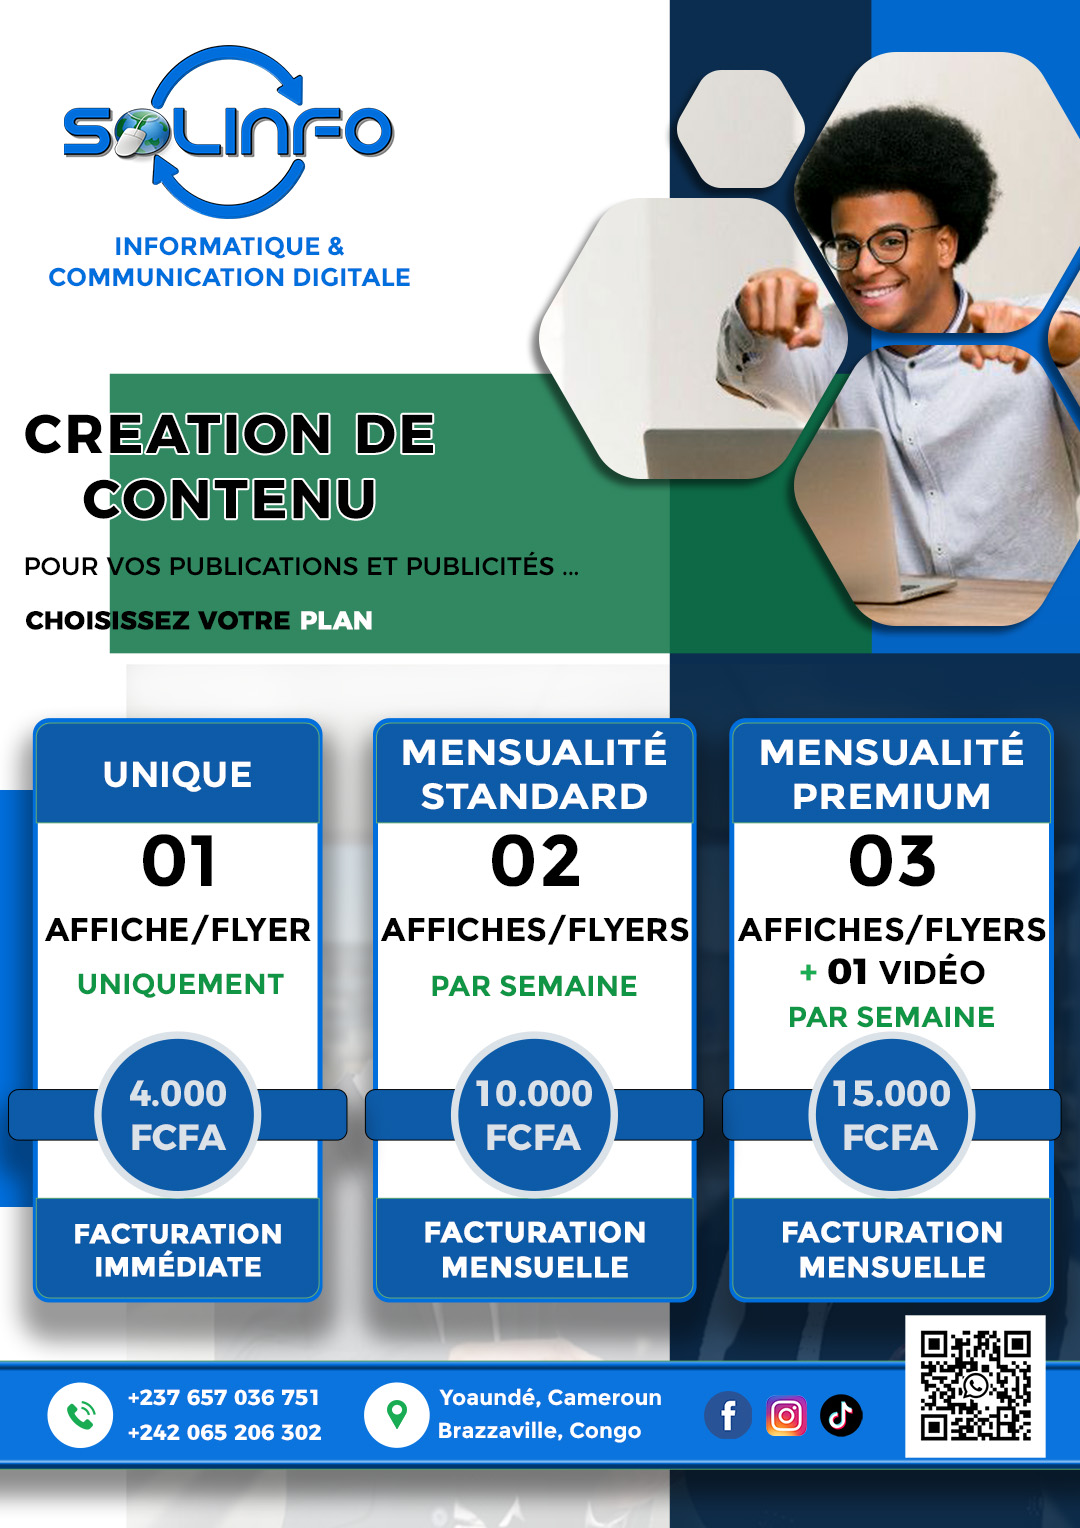 SOLINFO
INFORMATIQUE &
COMMUNICATION DIGITALE
CREATION DE
CONTENU
POUR VOS PUBLICATIONS ET PUBLICITÉS ...
CHOISISSEZ VOTRE PLAN
UNIQUE
01
AFFICHE/FLYER
UNIQUEMENT
4.000
FCFA
FACTURATION
IMMÉDIATE
MENSUALITÉ
STANDARD
02
AFFICHES/FLYERS
PAR SEMAINE
10.000
FCFA
FACTURATION
MENSUELLE
MENSUALITÉ
PREMIUM
03
AFFICHES/FLYERS
+ 01 VIDÉO
PAR SEMAINE
15.000
FCFA
FACTURATION
MENSUELLE
+237 657 036 751
+242 065 206 302
Yoaundé, Cameroun
Brazzaville, Congo